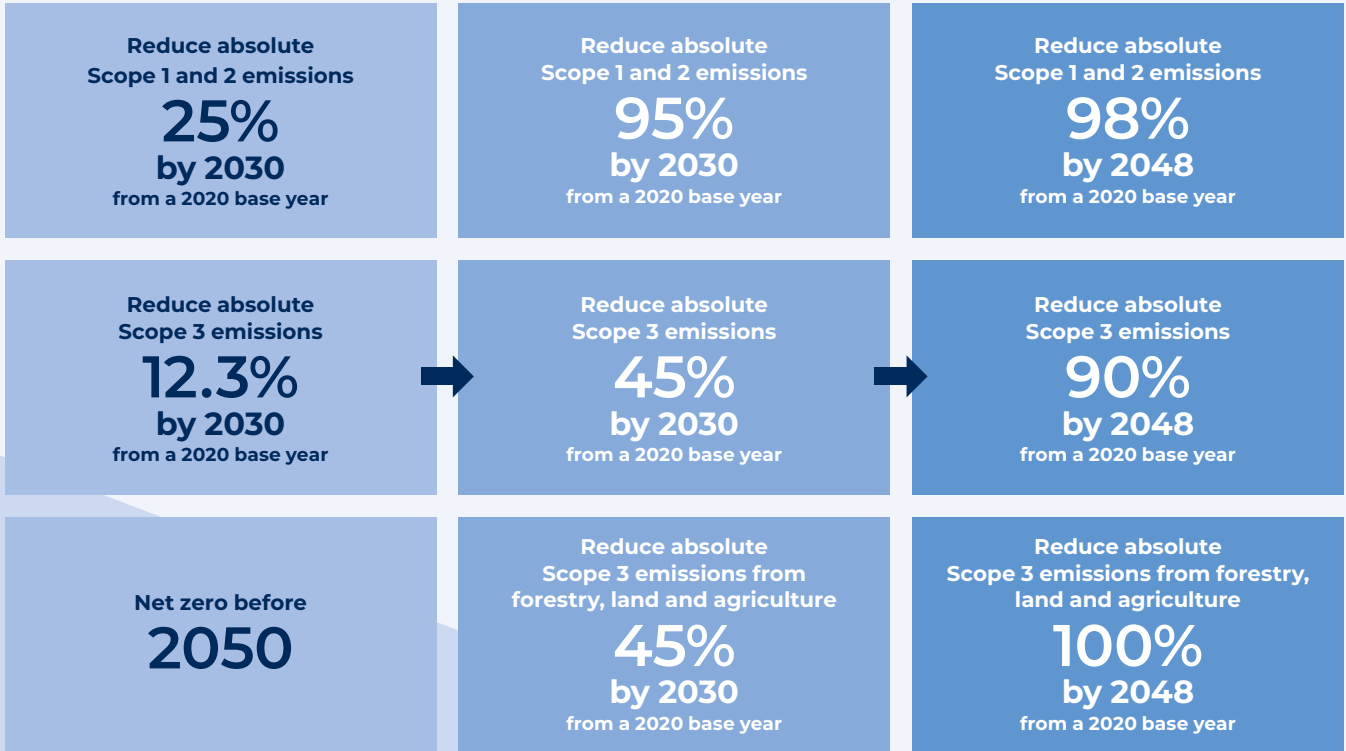 Reduce absolute
Scope 1 and 2 emissions
25%
by 2030
from a 2020 base year
Reduce absolute
Scope 1 and 2 emissions
95%
by 2030
from a 2020 base year
Reduce absolute
Scope 1 and 2 emissions
98%
by 2048
from a 2020 base year
Reduce absolute
Scope 3 emissions
12.3%
by 2030
from a 2020 base year
Reduce absolute
Scope 3 emissions
45%
by 2030
from a 2020 base year
Reduce absolute
Scope 3 emissions
90%
by 2048
from a 2020 base year
Net zero before
2050
Reduce absolute
Scope 3 emissions from
forestry, land and agriculture
45%
by 2030
from a 2020 base year
Reduce absolute
Scope 3 emissions from forestry,
land and agriculture
100%
by 2048
from a 2020 base year